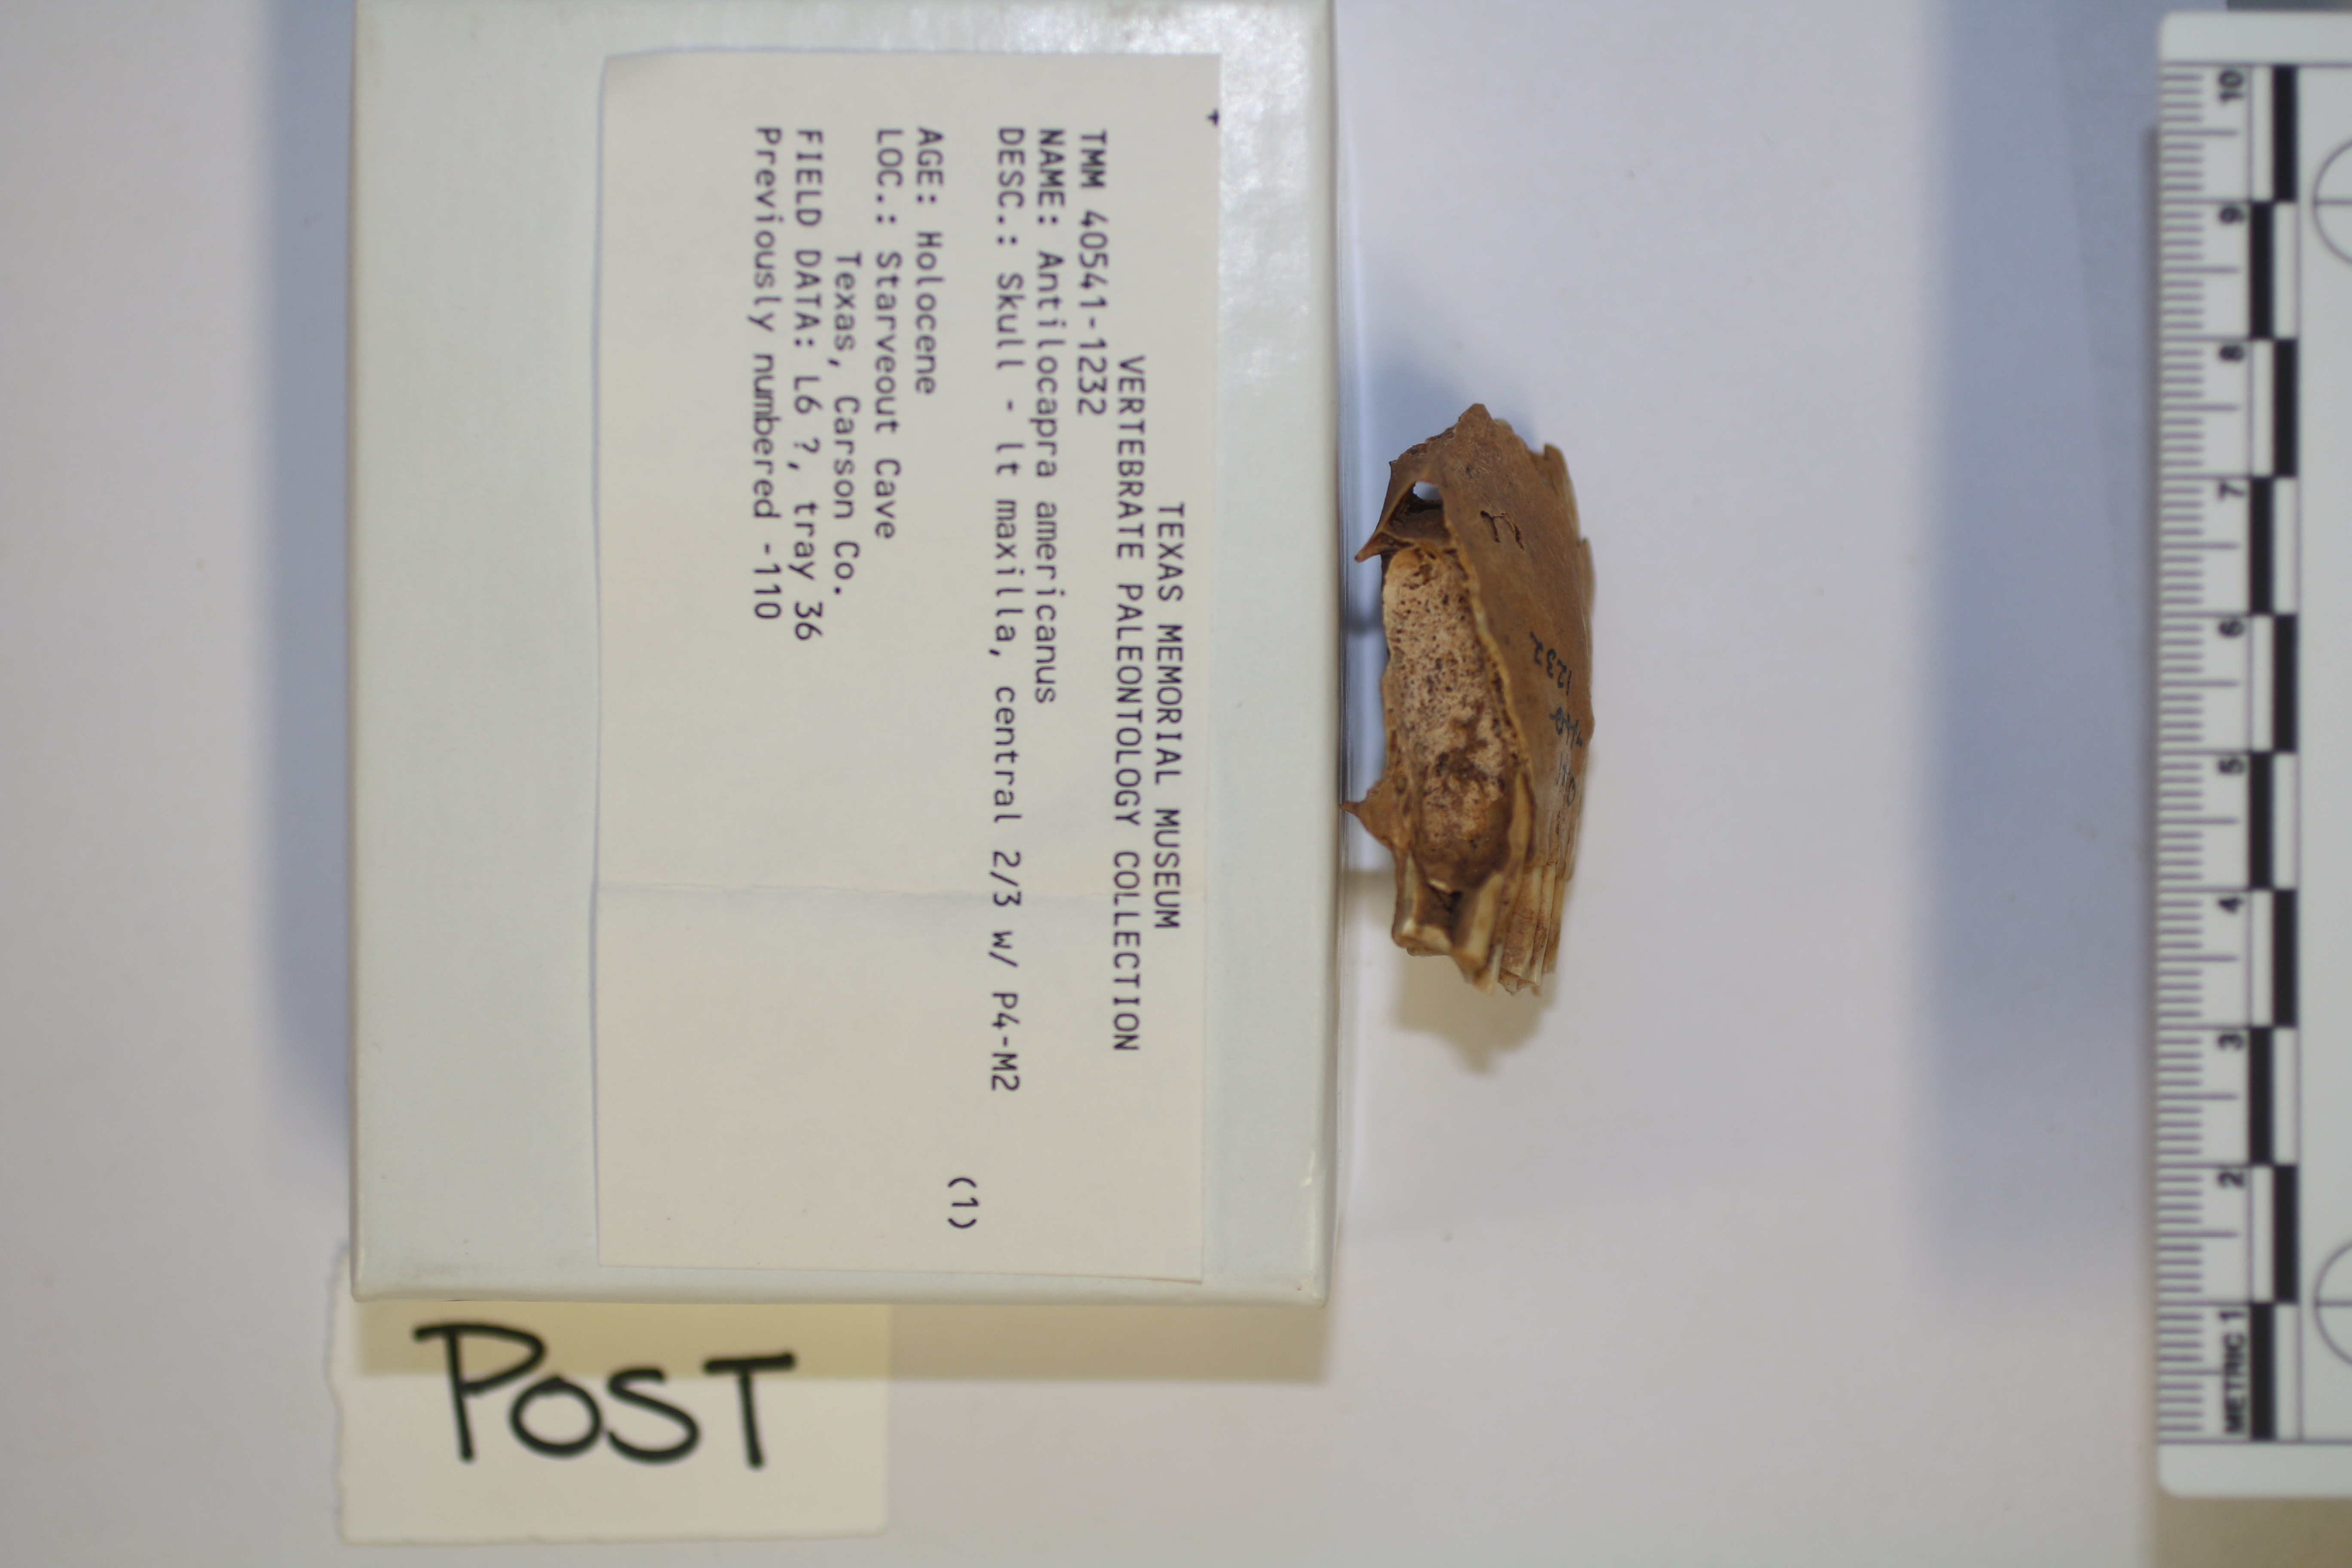 TEXAS MEMORIAL MUSEUM
VERTEBRATE PALEONTOLOGY COLLECTION
TMM 40541-1232
NAME: Antilocapra americanus
DESC.: Skull - lt maxilla, central 2/3 w/ P4-M2
(1)
AGE: Holocene
LOC.: Starveout Cave
Texas, Carson Co.
FIELD DATA: L6 ?, tray 36
Previously numbered -110
POST
1232
10
9
8
7
6
5
4
3
2
1
METRIC